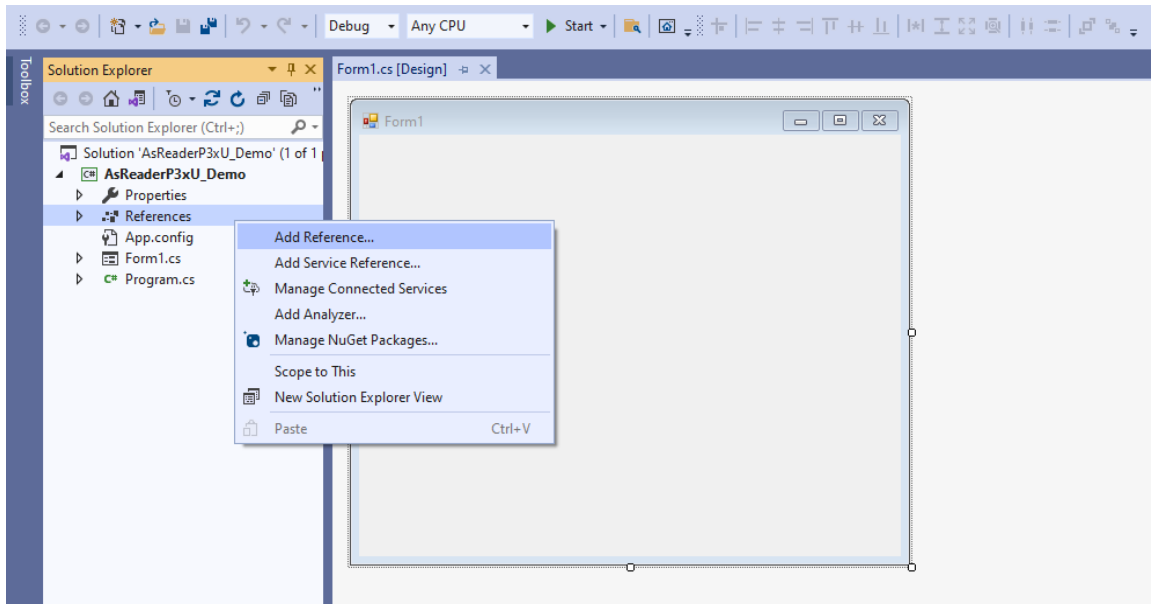 Debug
Any CPU
Start
Toolbox
Solution Explorer
Search Solution Explorer (Ctrl+;)
Solution 'AsReaderP3xU_Demo' (1 of 1
C# AsReaderP3xU_Demo
Properties
References
App.config
Form1.cs
C# Program.cs
Add Reference...
Add Service Reference...
Manage Connected Services
Add Analyzer...
Manage NuGet Packages...
Scope to This
New Solution Explorer View
Paste Ctrl+V
Form1.cs [Design]
Form1